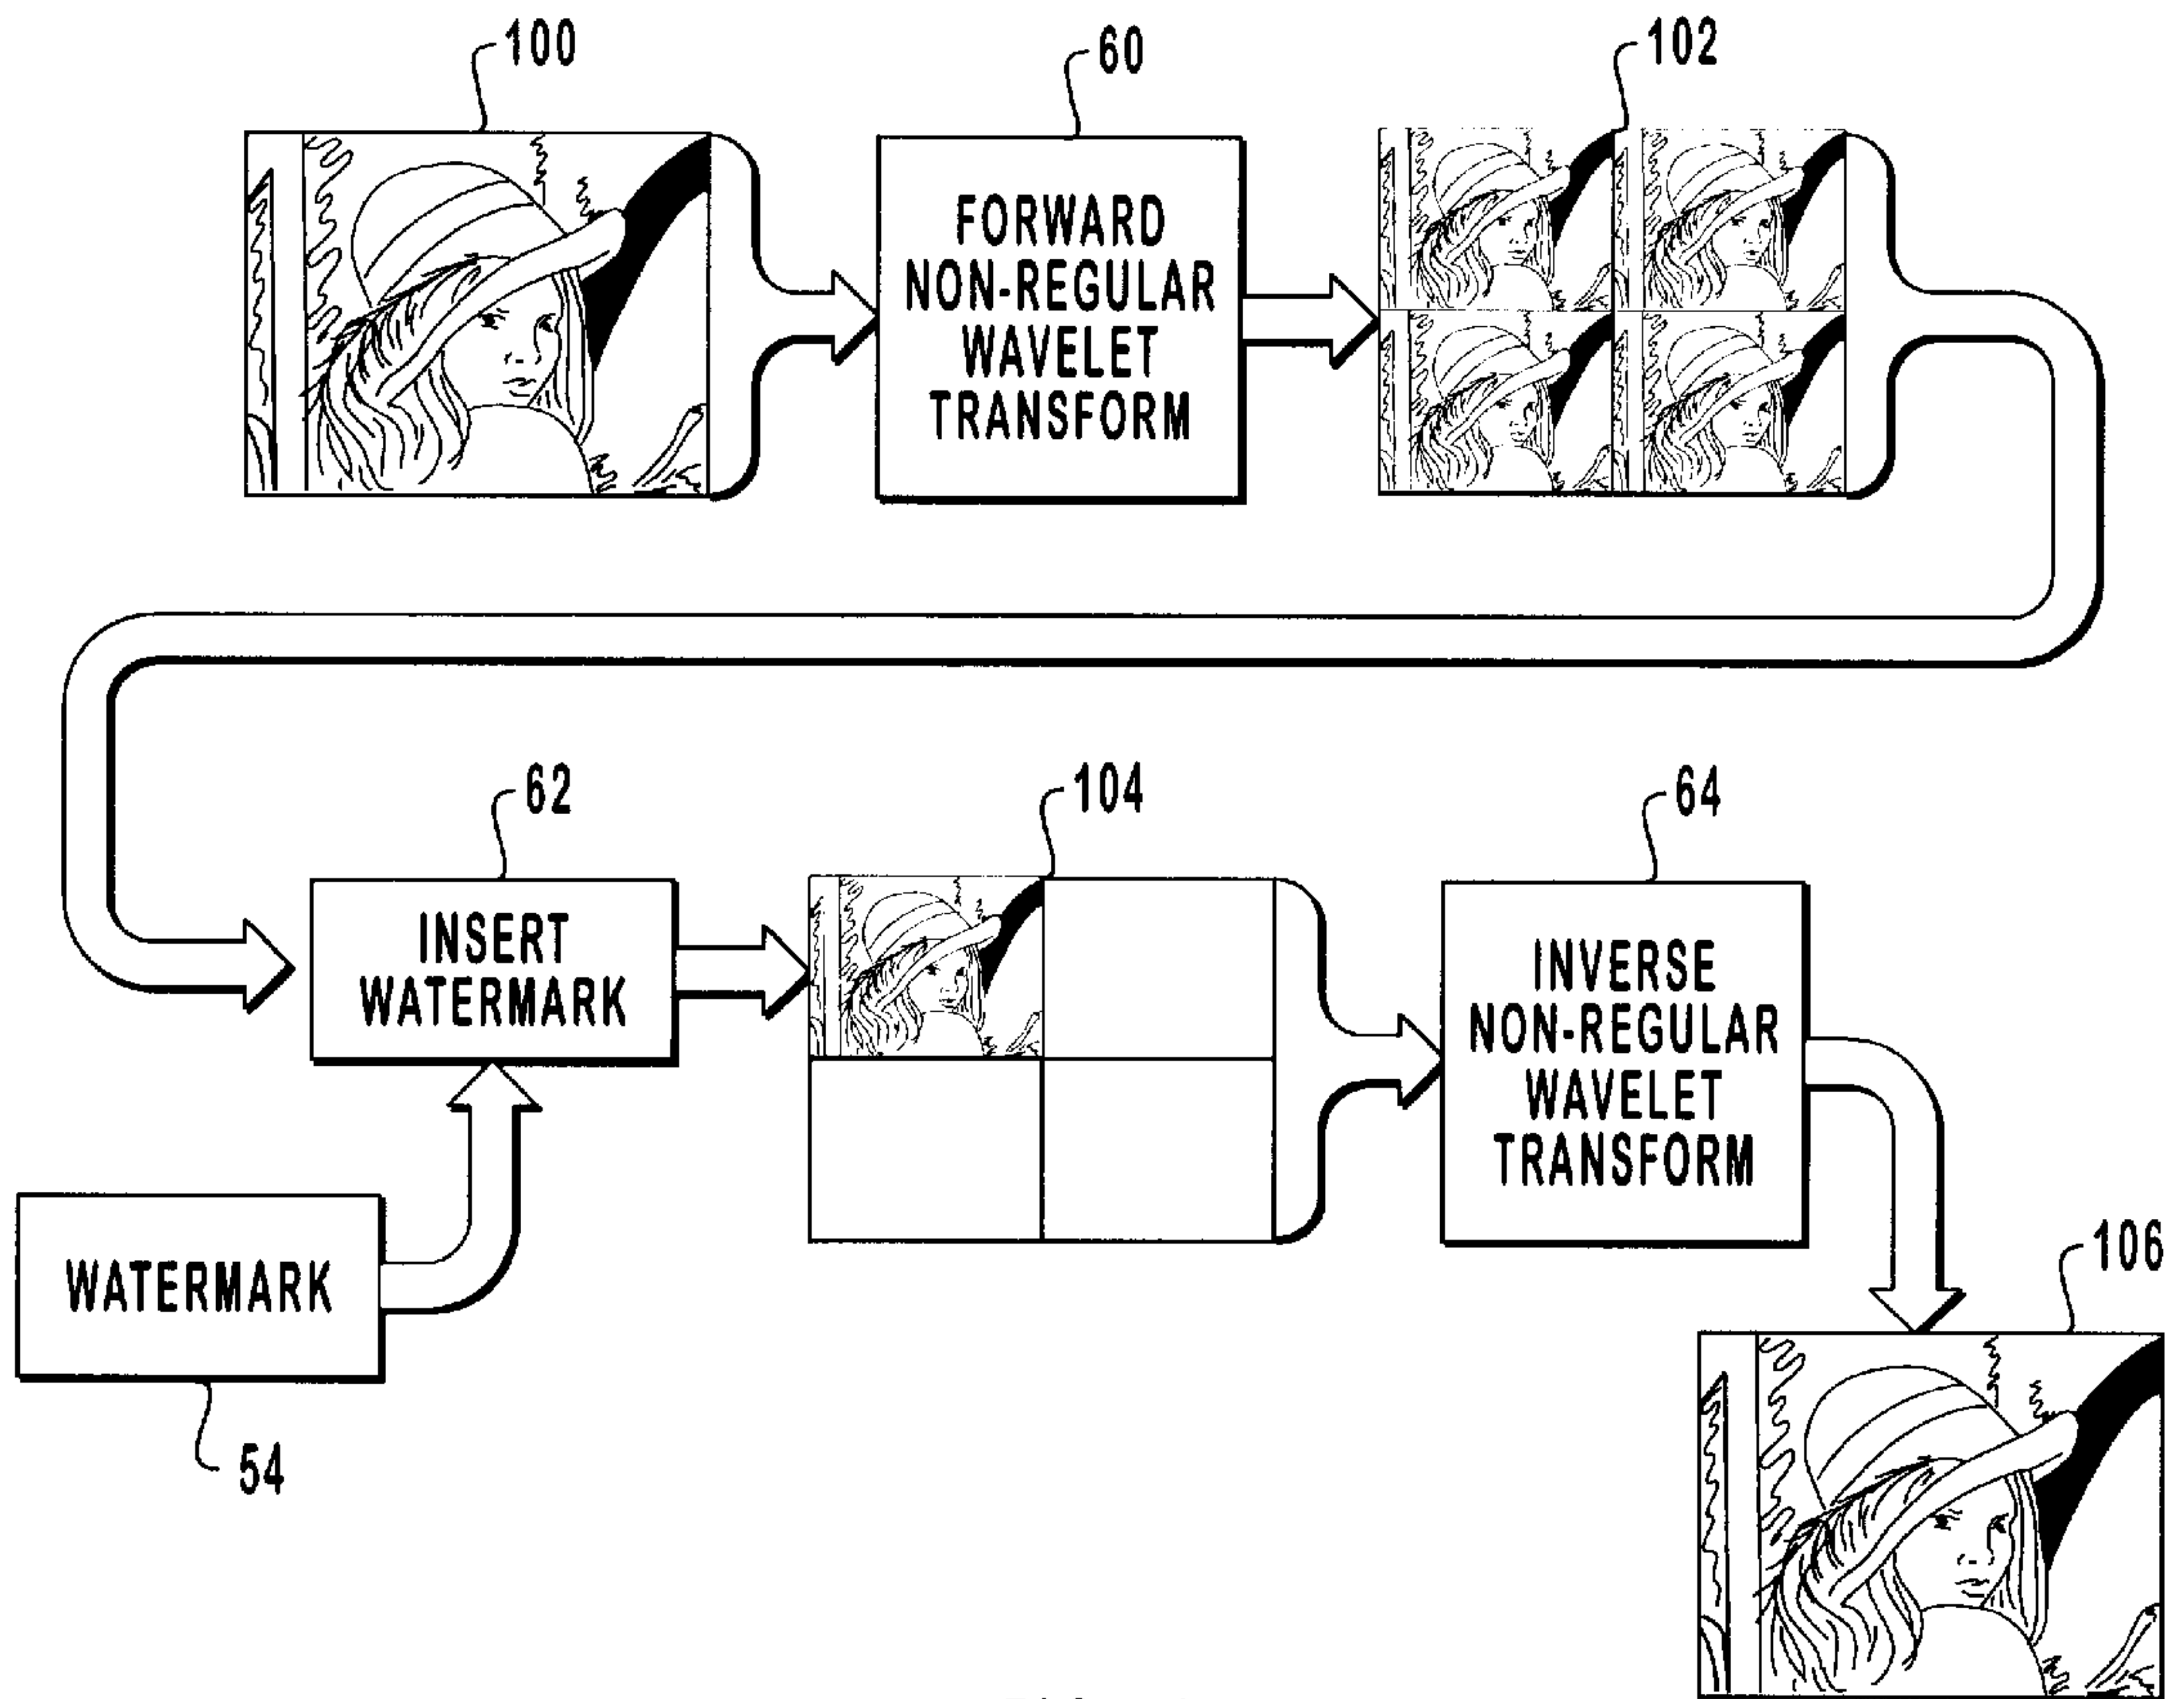 100
60
102
FORWARD
NON-REGULAR
WAVELET
TRANSFORM
62
104
64
INSERT
WATERMARK
INVERSE
NON-REGULAR
WAVELET
TRANSFORM
WATERMARK
54
106